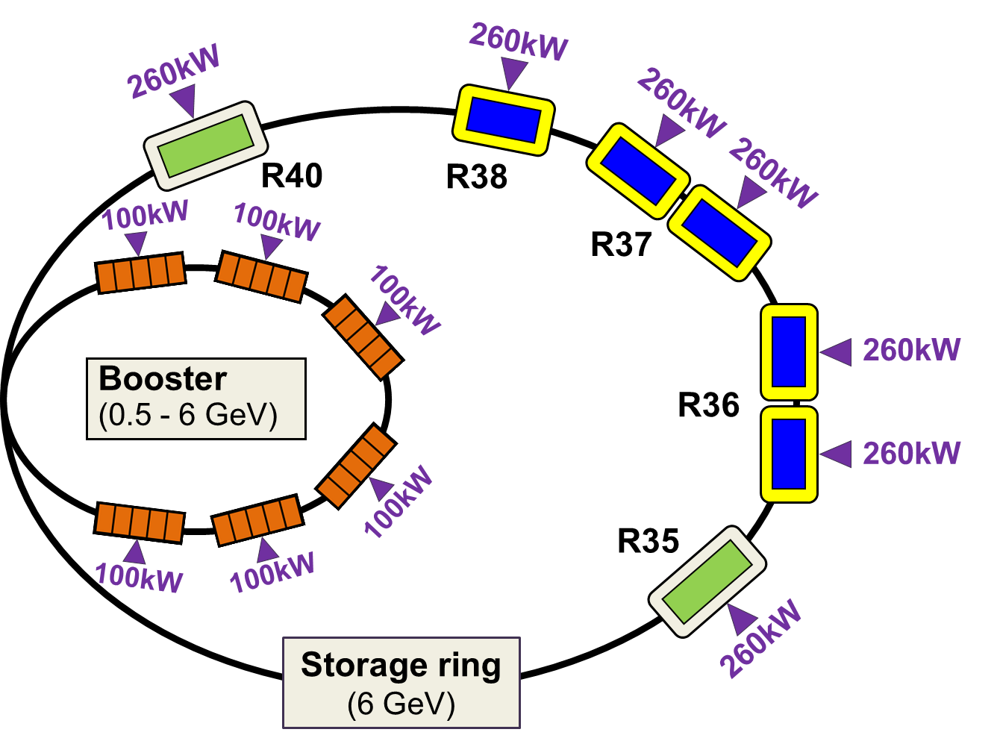 260kW
260kW
260kW
260kW
R40
R38
R37
100kW
100kW
100kW
260kW
Booster
(0.5 - 6 GeV)
R36
260kW
100kW
R35
100kW
100kW
260kW
Storage ring
(6 GeV)